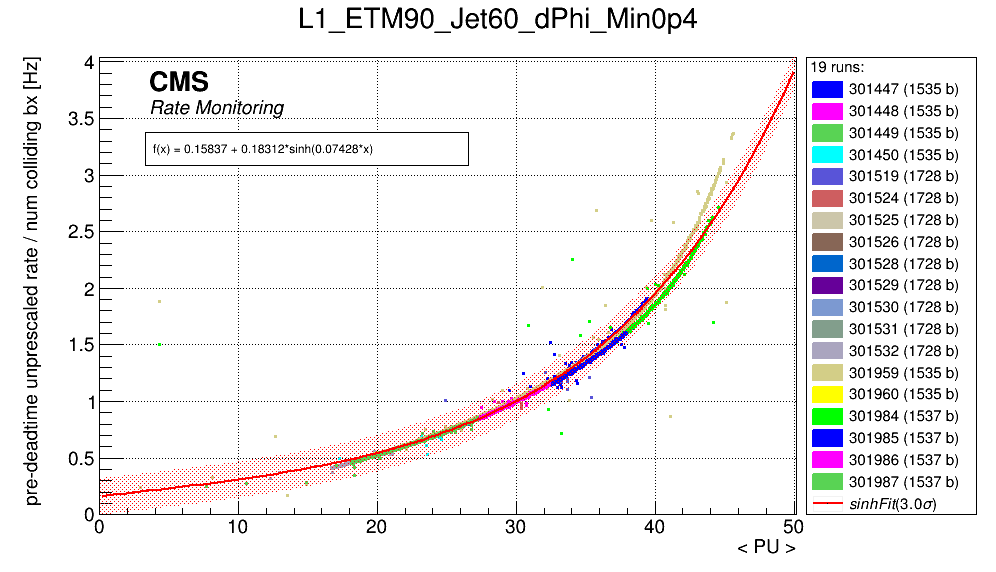 L1_ETM90_Jet60_dPhi_Min0p4
pre-deadtime unprescaled rate / num colliding bx [Hz]
4
3.5
3
2.5
2
1.5
1
0.5
0
CMS
Rate Monitoring
f(x) = 0.15837 + 0.18312*sinh(0.07428*x)
0 10 20 30 40 50
< PU >
19 runs:
301447 (1535 b)
301448 (1535 b)
301449 (1535 b)
301450 (1535 b)
301519 (1728 b)
301524 (1728 b)
301525 (1728 b)
301526 (1728 b)
301528 (1728 b)
301529 (1728 b)
301530 (1728 b)
301531 (1728 b)
301532 (1728 b)
301959 (1535 b)
301960 (1535 b)
301984 (1537 b)
301985 (1537 b)
301986 (1537 b)
301987 (1537 b)
sinhFit(3.0σ)